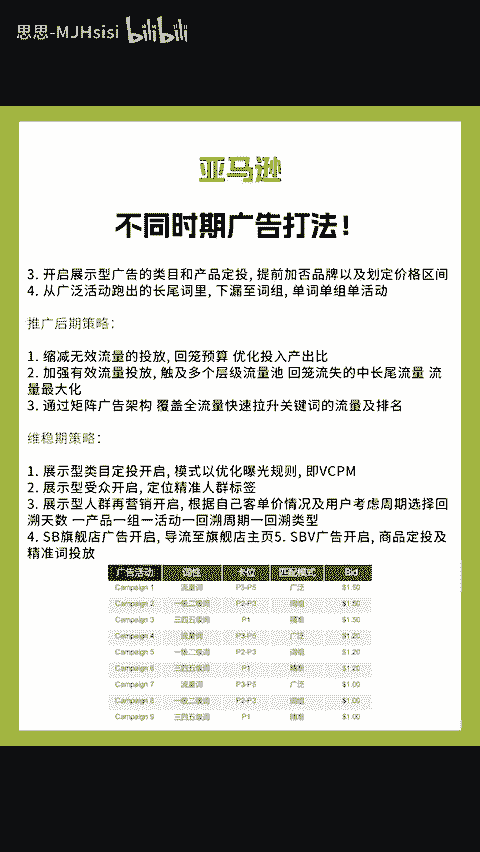 思思-MJHsisi bilibili
亚马逊
不同时期广告打法！
3. 开启展示型广告的类目和产品定投, 提前加否品牌以及划定价格区间
4. 从广泛活动跑出的长尾词里, 下漏至词组, 单词单组单活动
推广后期策略：
1. 缩减无效流量的投放, 回笼预算 优化投入产出比
2. 加强有效流量投放, 触及多个层级流量池 回笼流失的中长尾流量 流
量最大化
3. 通过矩阵广告架构 覆盖全流量快速拉升关键词的流量及排名
维稳期策略：
1. 展示型类目定投开启, 模式以优化曝光规则, 即VCPM
2. 展示型受众开启, 定位精准人群标签
3. 展示型人群再营销开启, 根据自己客单价情况及用户考虑周期选择回
溯天数 一产品一组一活动一回溯周期一回溯类型
4. SB旗舰店广告开启, 导流至旗舰店主页5. SBV广告开启, 商品定投及
精准词投放
广告活动 词性 卡位 匹配模式 Bid
Campaign 1 流量词 P3-P5 广泛 $1.50
Campaign 2 一级二级词 P2-P3 词组 $1.50
Campaign 3 三四五级词 P1 精准 $1.50
Campaign 4 流量词 P3-P5 广泛 $1.20
Campaign 5 一级二级词 P2-P3 词组 $1.20
Campaign 6 三四五级词 P1 精准 $1.20
Campaign 7 流量词 P3-P5 广泛 $1.00
Campaign 8 一级二级词 P2-P3 词组 $1.00
Campaign 9 三四五级词 P1 精准 $1.00